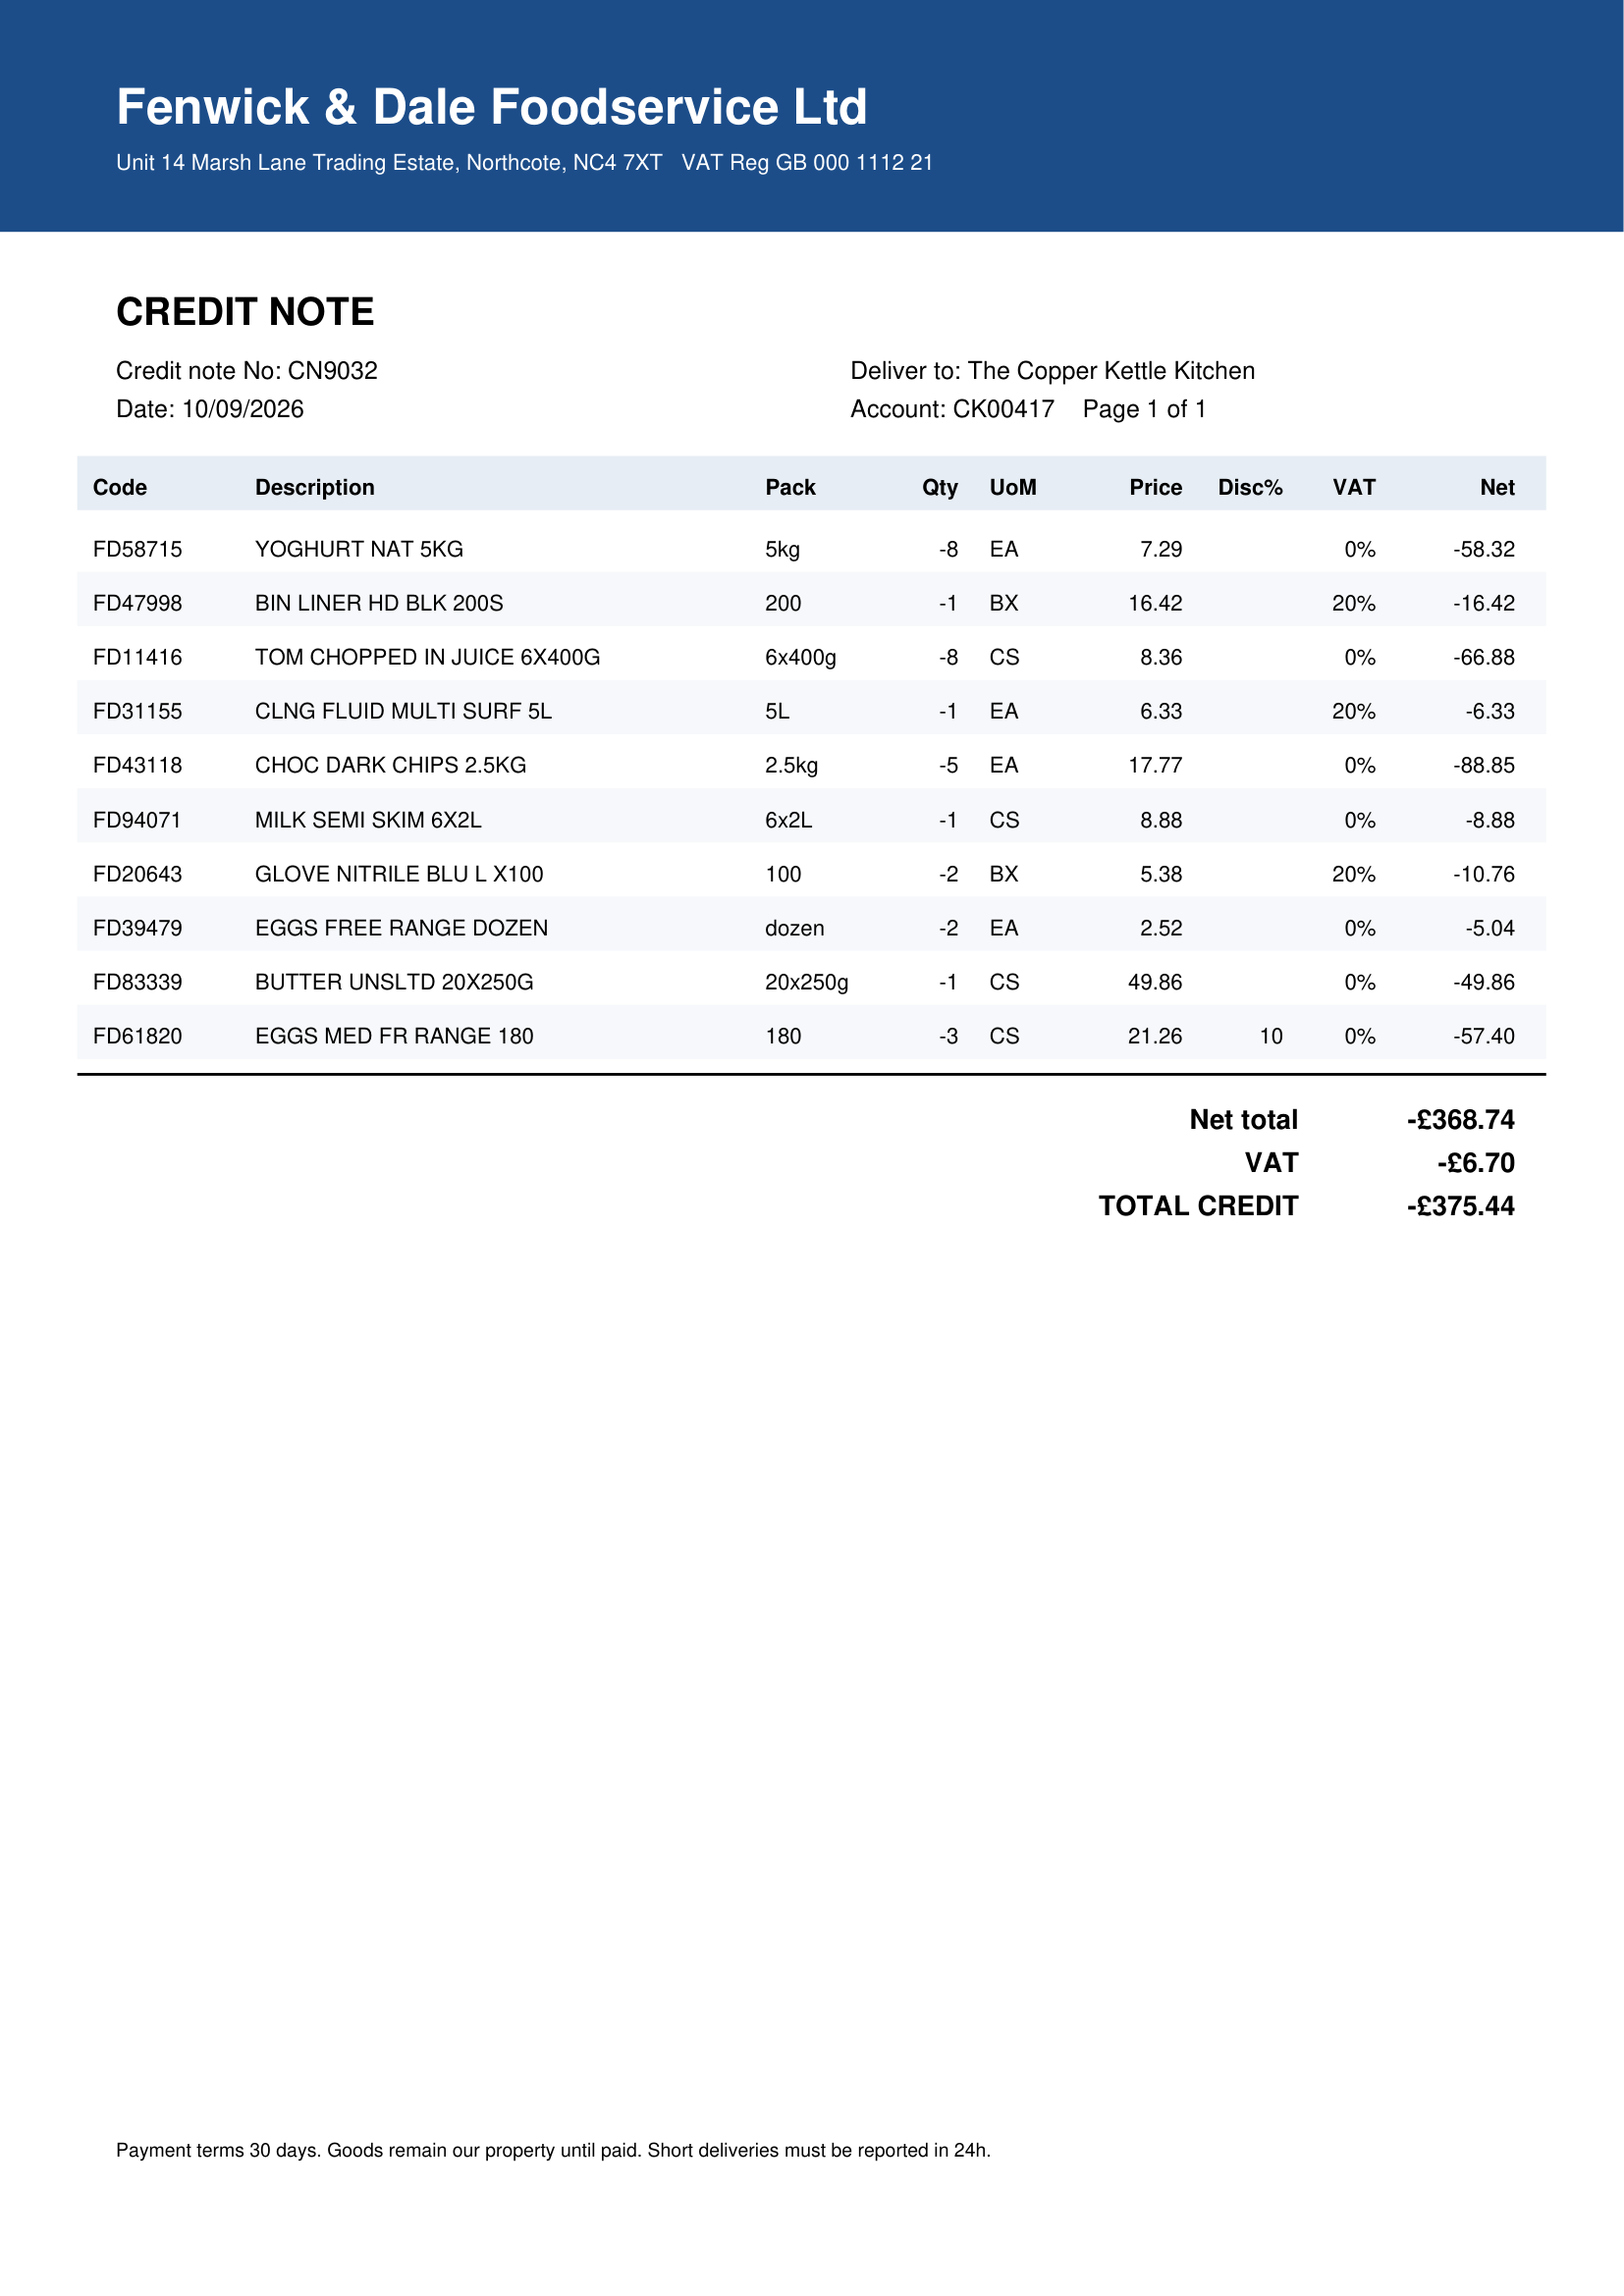 Fenwick & Dale Foodservice Ltd
Unit 14 Marsh Lane Trading Estate, Northcote, NC4 7XT VAT Reg GB 000 1112 21
CREDIT NOTE
Credit note No: CN9032 Deliver to: The Copper Kettle Kitchen
Date: 10/09/2026 Account: CK00417 Page 1 of 1
Code Description Pack Qty UoM Price Disc% VAT Net
FD58715 YOGHURT NAT 5KG 5kg -8 EA 7.29 0% -58.32
FD47998 BIN LINER HD BLK 200S 200 -1 BX 16.42 20% -16.42
FD11416 TOM CHOPPED IN JUICE 6X400G 6x400g -8 CS 8.36 0% -66.88
FD31155 CLNG FLUID MULTI SURF 5L 5L -1 EA 6.33 20% -6.33
FD43118 CHOC DARK CHIPS 2.5KG 2.5kg -5 EA 17.77 0% -88.85
FD94071 MILK SEMI SKIM 6X2L 6x2L -1 CS 8.88 0% -8.88
FD20643 GLOVE NITRILE BLU L X100 100 -2 BX 5.38 20% -10.76
FD39479 EGGS FREE RANGE DOZEN dozen -2 EA 2.52 0% -5.04
FD83339 BUTTER UNSLTD 20X250G 20x250g -1 CS 49.86 0% -49.86
FD61820 EGGS MED FR RANGE 180 180 -3 CS 21.26 10 0% -57.40
Net total -£368.74
VAT -£6.70
TOTAL CREDIT -£375.44
Payment terms 30 days. Goods remain our property until paid. Short deliveries must be reported in 24h.